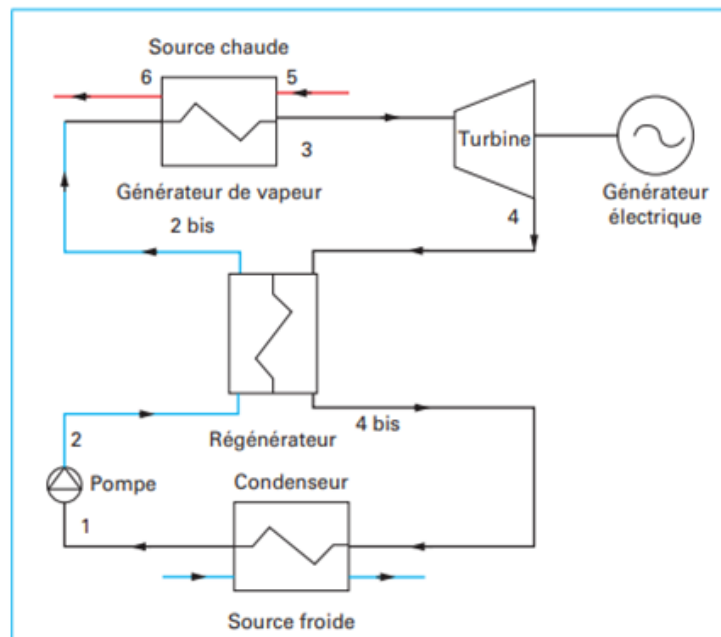 Source chaude
6
5
3
Turbine
Générateur de vapeur
Générateur
électrique
2 bis
4
4 bis
2
Régénérateur
Pompe
Condenseur
1
Source froide